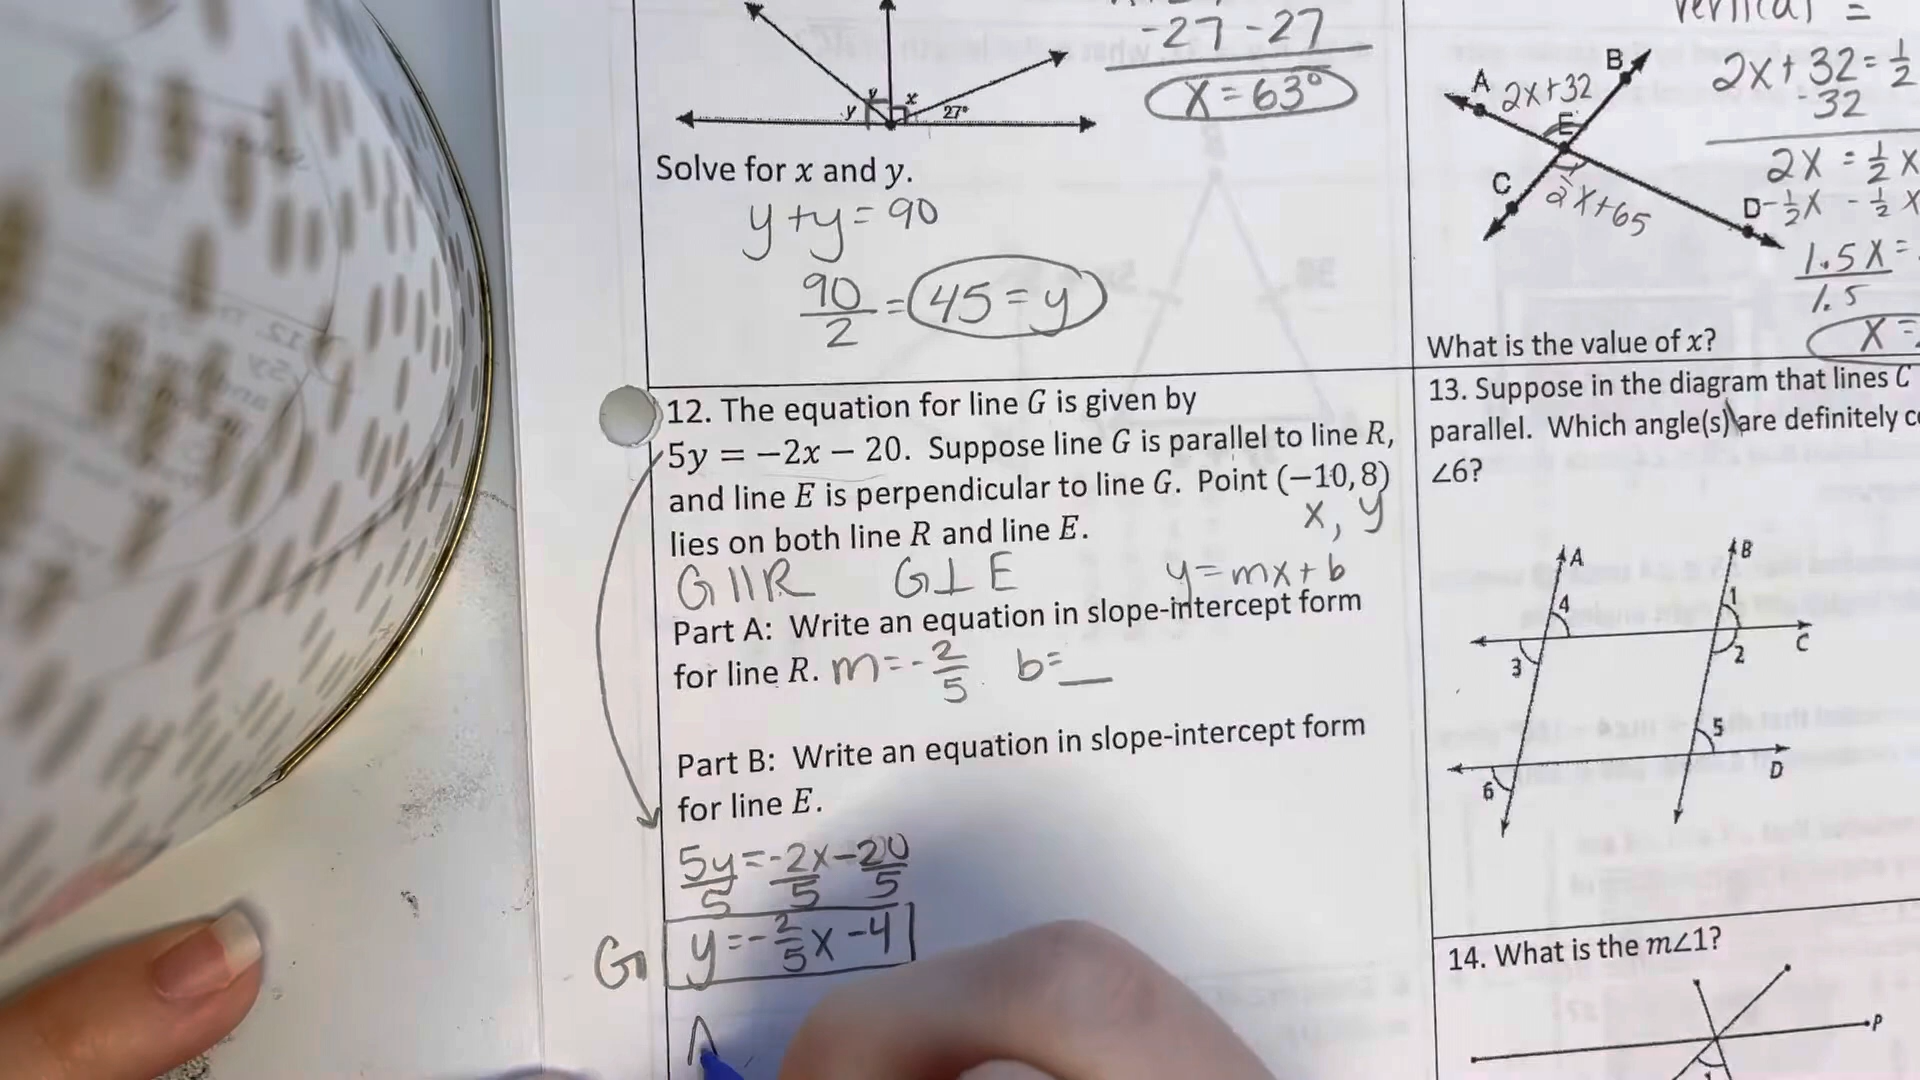 -27 -27
x = 63°
y
y
x
27°
Solve for x and y.
y + y = 90
90/2 = 45 = y
vertical =
2x + 32 = 1/2
-32
2x = 1/2 x
-1/2 x - 1/2 x
1.5x =
1.5
x =
A
2x+32
B
E
C
1/2 x+65
D
What is the value of x?
12. The equation for line G is given by
5y = −2x − 20. Suppose line G is parallel to line R,
and line E is perpendicular to line G. Point (−10, 8)
x, y
lies on both line R and line E.
G || R G ⊥ E y = mx + b
Part A: Write an equation in slope-intercept form
for line R. m = -2/5 b = __
Part B: Write an equation in slope-intercept form
for line E.
5y/5 = -2x/5 - 20/5
G y = -2/5 x - 4
13. Suppose in the diagram that lines C
parallel. Which angle(s) are definitely
∠6?
A
B
4
1
C
3
2
5
D
6
14. What is the m∠1?
P